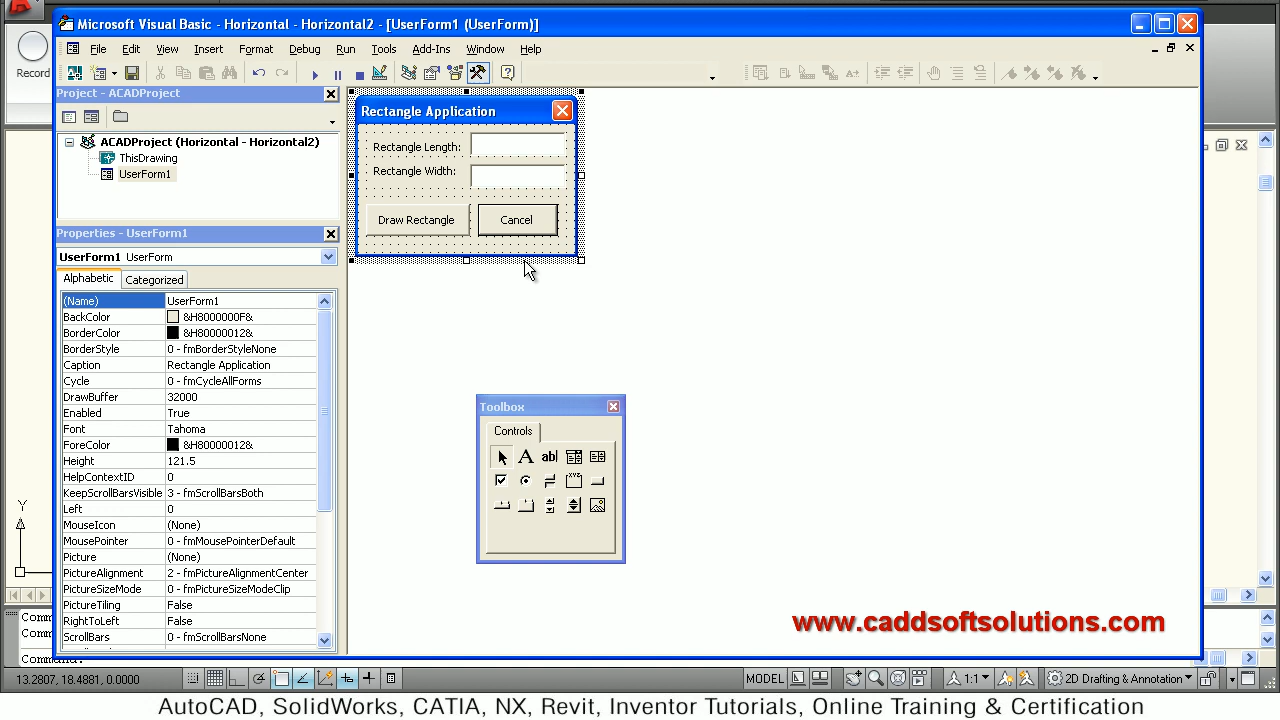 Microsoft Visual Basic - Horizontal - Horizontal2 - [UserForm1 (UserForm)]
File Edit View Insert Format Debug Run Tools Add-Ins Window Help
Record
Project - ACADProject
ACADProject (Horizontal - Horizontal2)
ThisDrawing
UserForm1
Rectangle Application
Rectangle Length:
Rectangle Width:
Draw Rectangle Cancel
Properties - UserForm1
UserForm1 UserForm
Alphabetic Categorized
(Name) UserForm1
BackColor &H8000000F&
BorderColor &H80000012&
BorderStyle 0 - fmBorderStyleNone
Caption Rectangle Application
Cycle 0 - fmCycleAllForms
DrawBuffer 32000
Enabled True
Font Tahoma
ForeColor &H80000012&
Height 121.5
HelpContextID 0
KeepScrollBarsVisible 3 - fmScrollBarsBoth
Left 0
MouseIcon (None)
MousePointer 0 - fmMousePointerDefault
Picture (None)
PictureAlignment 2 - fmPictureAlignmentCenter
PictureSizeMode 0 - fmPictureSizeModeClip
PictureTiling False
RightToLeft False
ScrollBars 0 - fmScrollBarsNone
Toolbox
Controls
A abl
xyz
Y
www.caddsoftsolutions.com
Comm
Comm
Command:
13.2807, 18.4881, 0.0000
MODEL 1:1 2D Drafting & Annotation
AutoCAD, SolidWorks, CATIA, NX, Revit, Inventor Tutorials, Online Training & Certification